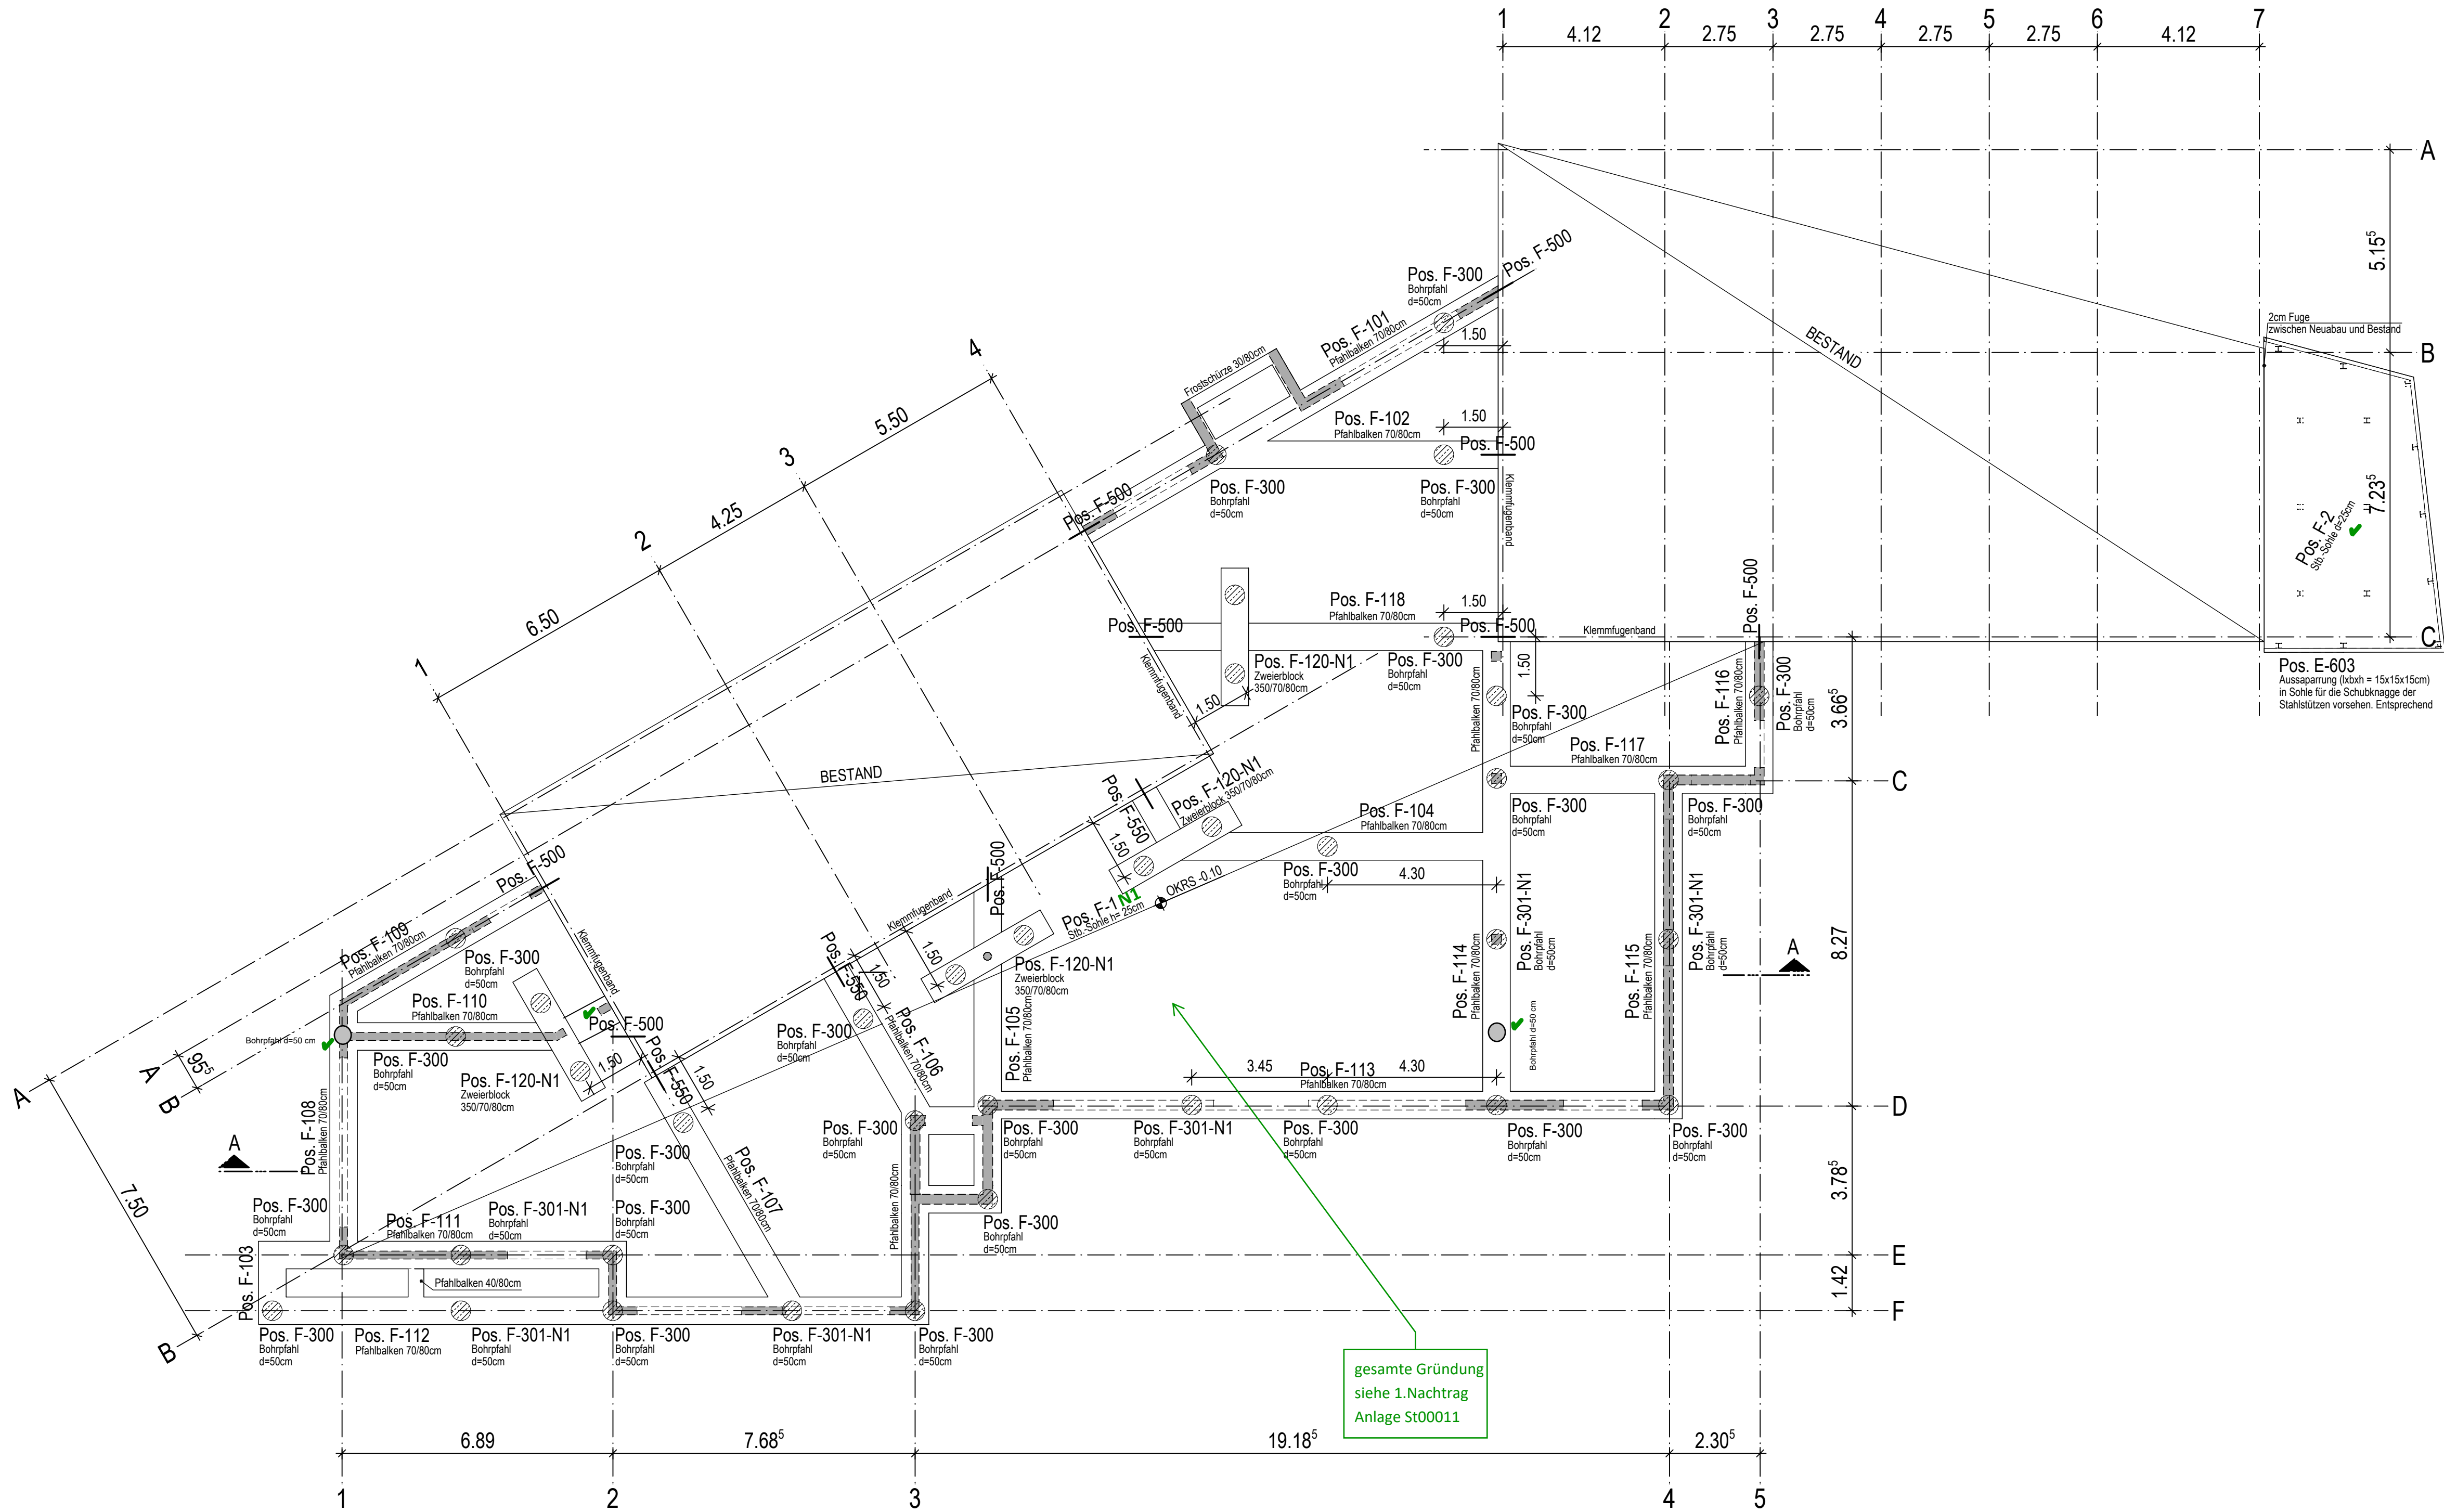 1
2
3
4
5
6
7
4.12
2.75
2.75
2.75
2.75
4.12
A
5.15⁵
B
7.23⁵
C
2cm Fuge
zwischen Neuabau und Bestand
BESTAND
Pos. F-2
Stb.-Sohle d=25cm
Pos. E-603
Aussaparrung (lxbxh = 15x15x15cm)
in Sohle für die Schubknagge der
Stahlstützen vorsehen. Entsprechend
Pos. F-500
Pos. F-300
Bohrpfahl
d=50cm
1.50
Pos. F-101
Pfahlbalken 70/80cm
Frostschürze 30/80cm
Pos. F-102
Pfahlbalken 70/80cm
1.50
Pos. F-500
Klemmfugenband
Pos. F-300
Bohrpfahl
d=50cm
Pos. F-300
Bohrpfahl
d=50cm
Pos. F-500
4
5.50
3
4.25
2
6.50
1
Pos. F-118
Pfahlbalken 70/80cm
1.50
Pos. F-500
Pos. F-500
Klemmfugenband
Pos. F-500
Klemmfugenband
Pos. F-120-N1
Zweierblock
350/70/80cm
1.50
Pos. F-300
Bohrpfahl
d=50cm
Pfahlbalken 70/80cm
1.50
Pos. F-300
Bohrpfahl
d=50cm
Pos. F-116
Pfahlbalken 70/80cm
Pos. F-300
Bohrpfahl
d=50cm
3.66⁵
Pos. F-117
Pfahlbalken 70/80cm
C
BESTAND
Pos. F-550
Pos. F-120-N1
Zweierblock 350/70/80cm
1.50
Pos. F-104
Pfahlbalken 70/80cm
Pos. F-300
Bohrpfahl
d=50cm
Pos. F-300
Bohrpfahl
d=50cm
Pos. F-300
Bohrpfahl
d=50cm
4.30
OKRS -0.10
Pos. F-1 N1
Stb.-Sohle h= 25cm
Pos. F-500
Klemmfugenband
Pos. F-500
Pos. F-109
Pfahlbalken 70/80cm
Klemmfugenband
Pos. F-300
Bohrpfahl
d=50cm
Pos. F-110
Pfahlbalken 70/80cm
Pos. F-500
Pos. F-550
1.50
1.50
Pos. F-120-N1
Zweierblock
350/70/80cm
Pos. F-114
Pfahlbalken 70/80cm
Pos. F-301-N1
Bohrpfahl
d=50cm
Pos. F-115
Pfahlbalken 70/80cm
Pos. F-301-N1
Bohrpfahl
d=50cm
A
8.27
Bohrpfahl d=50 cm
Bohrpfahl d=50 cm
Pos. F-300
Bohrpfahl
d=50cm
Pos. F-300
Bohrpfahl
d=50cm
Pos. F-120-N1
Zweierblock
350/70/80cm
1.50
Pos. F-550
1.50
Pos. F-106
Pfahlbalken 70/80cm
Pos. F-105
Pfahlbalken 70/80cm
3.45
Pos. F-113
Pfahlbalken 70/80cm
4.30
D
A
95⁵
B
A
7.50
B
Pos. F-108
Pfahlbalken 70/80cm
A
Pos. F-300
Bohrpfahl
d=50cm
Pos. F-107
Pfahlbalken 70/80cm
Pos. F-300
Bohrpfahl
d=50cm
Pfahlbalken 70/80cm
Pos. F-300
Bohrpfahl
d=50cm
Pos. F-301-N1
Bohrpfahl
d=50cm
Pos. F-300
Bohrpfahl
d=50cm
Pos. F-300
Bohrpfahl
d=50cm
Pos. F-300
Bohrpfahl
d=50cm
3.78⁵
Pos. F-300
Bohrpfahl
d=50cm
Pos. F-111
Pfahlbalken 70/80cm
Pos. F-301-N1
Bohrpfahl
d=50cm
Pos. F-300
Bohrpfahl
d=50cm
Pos. F-300
Bohrpfahl
d=50cm
E
Pos. F-103
Pfahlbalken 40/80cm
1.42
F
Pos. F-300
Bohrpfahl
d=50cm
Pos. F-112
Pfahlbalken 70/80cm
Pos. F-301-N1
Bohrpfahl
d=50cm
Pos. F-300
Bohrpfahl
d=50cm
Pos. F-301-N1
Bohrpfahl
d=50cm
Pos. F-300
Bohrpfahl
d=50cm
gesamte Gründung
siehe 1.Nachtrag
Anlage St00011
6.89
7.68⁵
19.18⁵
2.30⁵
1
2
3
4
5